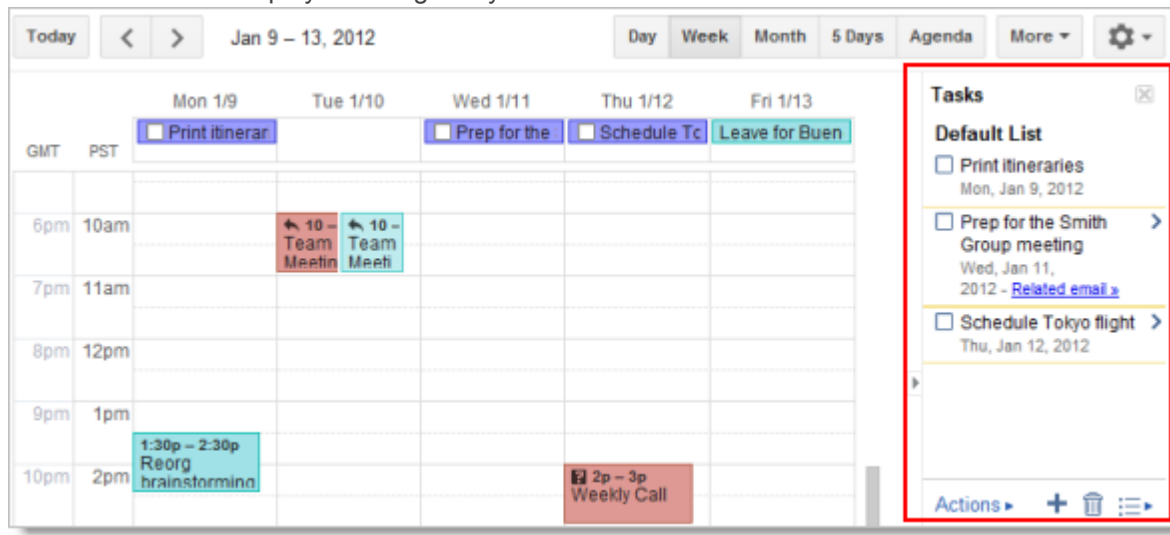 Today Jan 9 – 13, 2012 Day Week Month 5 Days Agenda More
Mon 1/9 Tue 1/10 Wed 1/11 Thu 1/12 Fri 1/13
Print itinerar Prep for the Schedule To Leave for Buen
GMT PST
6pm 10am
10 – 10 –
Team Team
Meetin Meeti
7pm 11am
8pm 12pm
9pm 1pm
1:30p – 2:30p
Reorg
brainstorming
10pm 2pm
2p – 3p
Weekly Call
Tasks
Default List
Print itineraries
Mon, Jan 9, 2012
Prep for the Smith
Group meeting
Wed, Jan 11,
2012 - Related email »
Schedule Tokyo flight
Thu, Jan 12, 2012
Actions